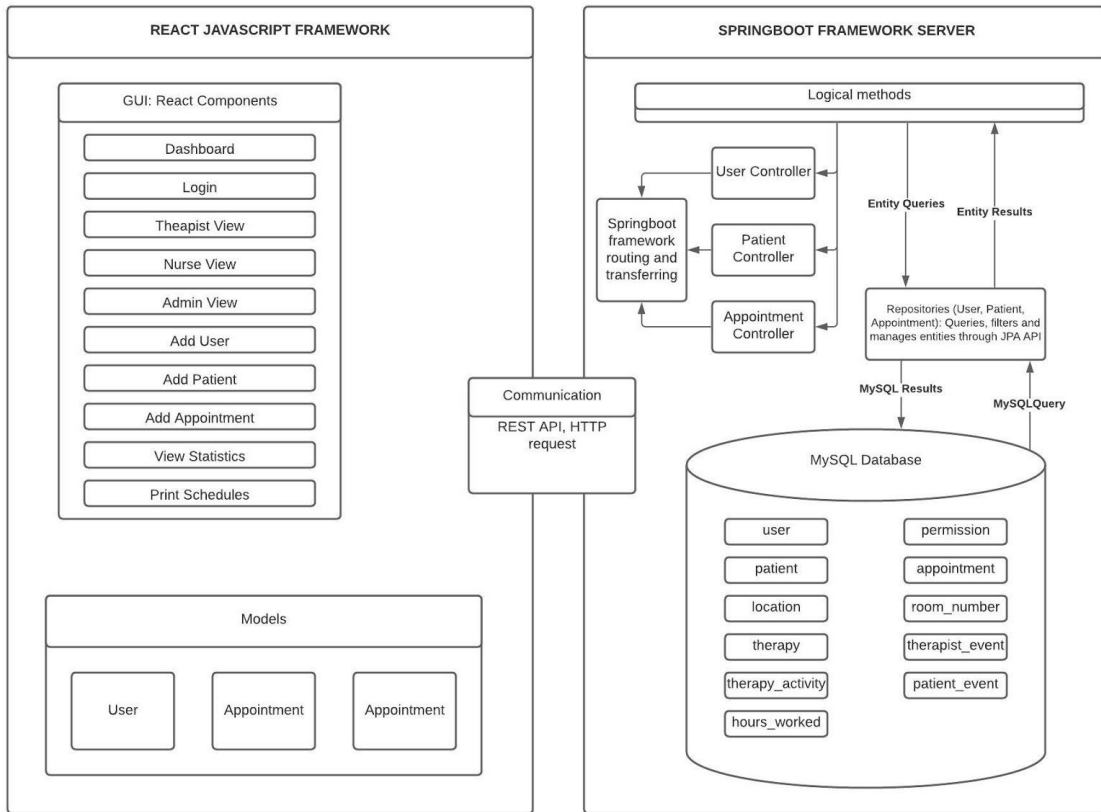 REACT JAVASCRIPT FRAMEWORK
GUI: React Components
Dashboard
Login
Theapist View
Nurse View
Admin View
Add User
Add Patient
Add Appointment
View Statistics
Print Schedules
Models
User
Appointment
Appointment
Communication
REST API, HTTP
request
SPRINGBOOT FRAMEWORK SERVER
Logical methods
User Controller
Patient
Controller
Appointment
Controller
Springboot
framework
routing and
transferring
Entity Queries
Entity Results
Repositories (User, Patient,
Appointment): Queries, filters and
manages entities through JPA API
MySQL Results
MySQLQuery
MySQL Database
user
permission
patient
appointment
location
room_number
therapy
therapist_event
therapy_activity
patient_event
hours_worked